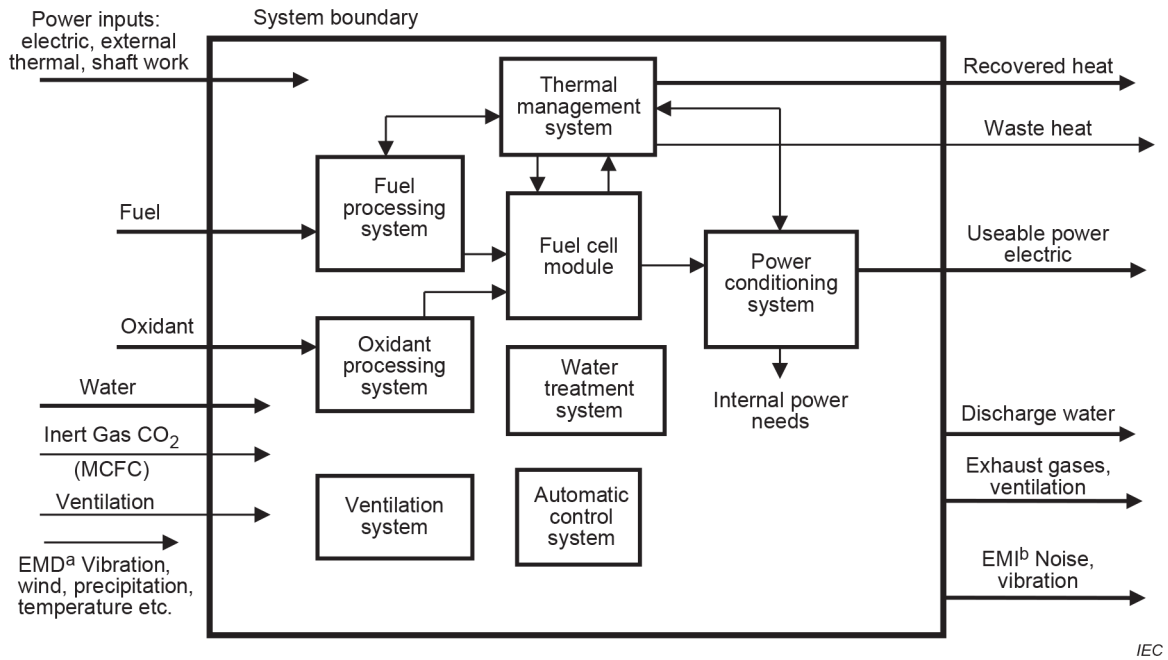 Power inputs:
electric, external
thermal, shaft work
System boundary
Thermal
management
system
Recovered heat
Waste heat
Fuel
Fuel
processing
system
Fuel cell
module
Power
conditioning
system
Useable power
electric
Oxidant
Oxidant
processing
system
Water
treatment
system
Internal power
needs
Water
Inert Gas CO₂
(MCFC)
Ventilation
Ventilation
system
Automatic
control
system
Discharge water
Exhaust gases,
ventilation
EMDᵃ Vibration,
wind, precipitation,
temperature etc.
EMIᵇ Noise,
vibration
IEC